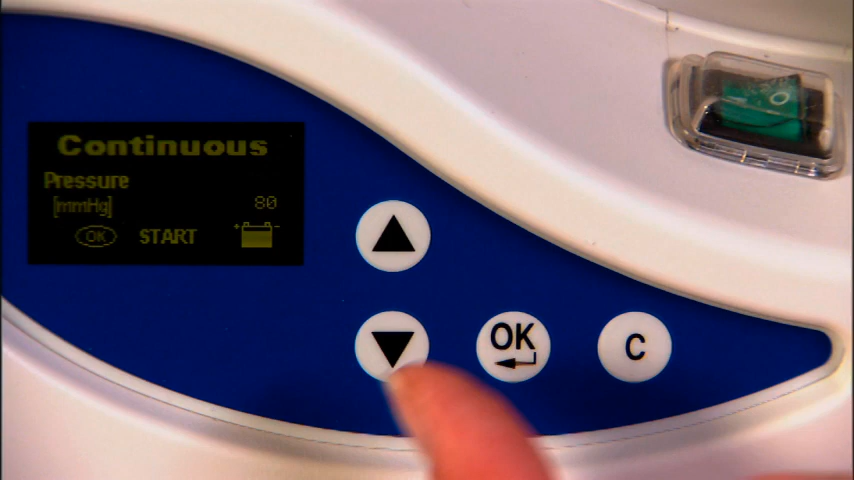 Continuous
Pressure
[mmHg] 80
OK START
OK
C